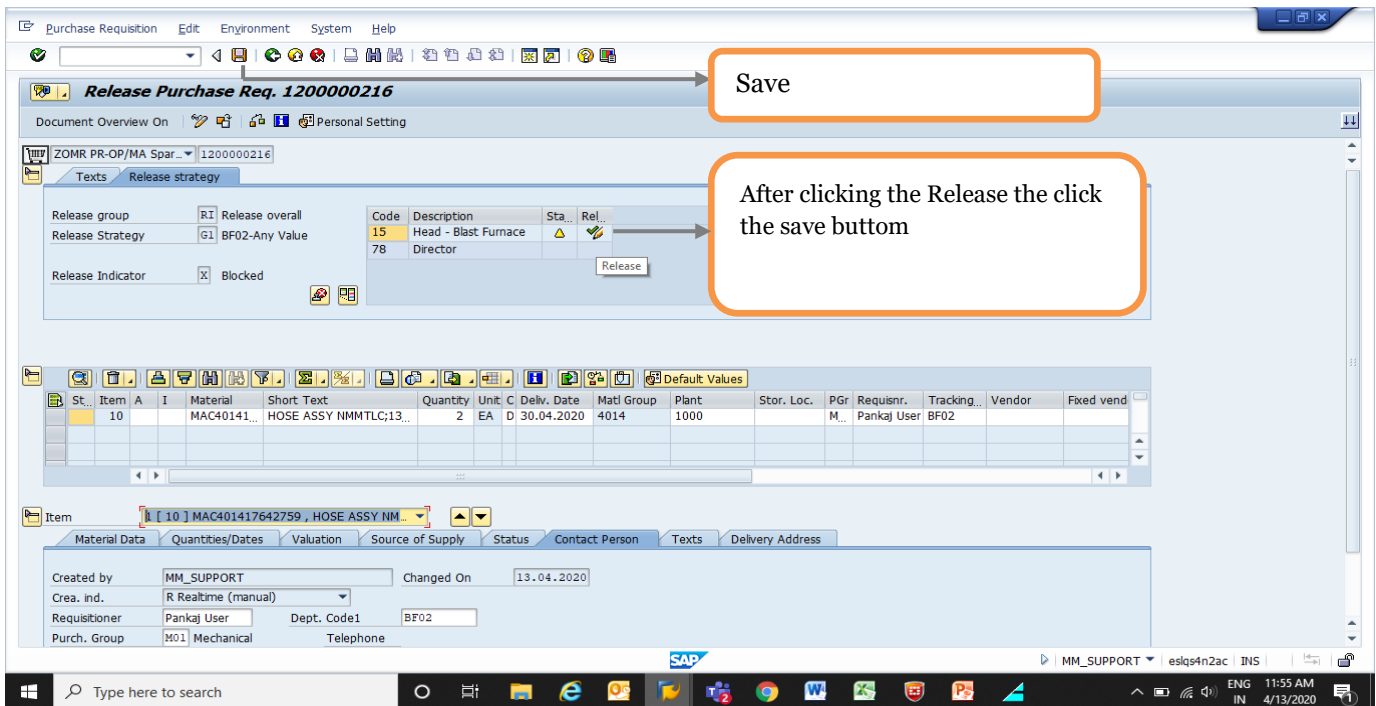 Purchase Requisition Edit Environment System Help
Save
Release Purchase Req. 1200000216
Document Overview On Personal Setting
ZOMR PR-OP/MA Spar... 1200000216
Texts Release strategy
After clicking the Release the click
the save buttom
Release group RI Release overall Code Description Sta... Rel...
Release Strategy G1 BF02-Any Value 15 Head - Blast Furnace
78 Director
Release
Release Indicator X Blocked
Default Values
St... Item A I Material Short Text Quantity Unit C Deliv. Date Matl Group Plant Stor. Loc. PGr Requisnr. Tracking... Vendor Fixed vend
10 MAC40141... HOSE ASSY NMMTLC;13... 2 EA D 30.04.2020 4014 1000 M... Pankaj User BF02
Item 1 [ 10 ] MAC401417642759 , HOSE ASSY NM...
Material Data Quantities/Dates Valuation Source of Supply Status Contact Person Texts Delivery Address
Created by MM_SUPPORT Changed On 13.04.2020
Crea. ind. R Realtime (manual)
Requisitioner Pankaj User Dept. Code1 BF02
Purch. Group M01 Mechanical Telephone
SAP MM_SUPPORT eslqs4n2ac INS
Type here to search ENG 11:55 AM
IN 4/13/2020